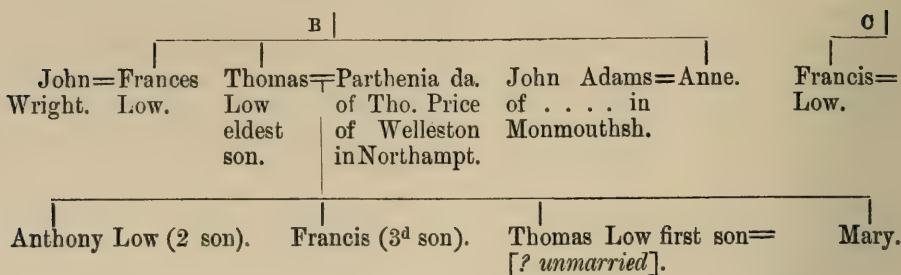 B C
John=Frances Thomas=Parthenia da. John Adams=Anne. Francis=
Wright. Low. Low of Tho. Price of . . . . in Low.
eldest of Welleston Monmouthsh.
son. in Northampt.
Anthony Low (2 son). Francis (3ᵈ son). Thomas Low first son= Mary.
[? unmarried].